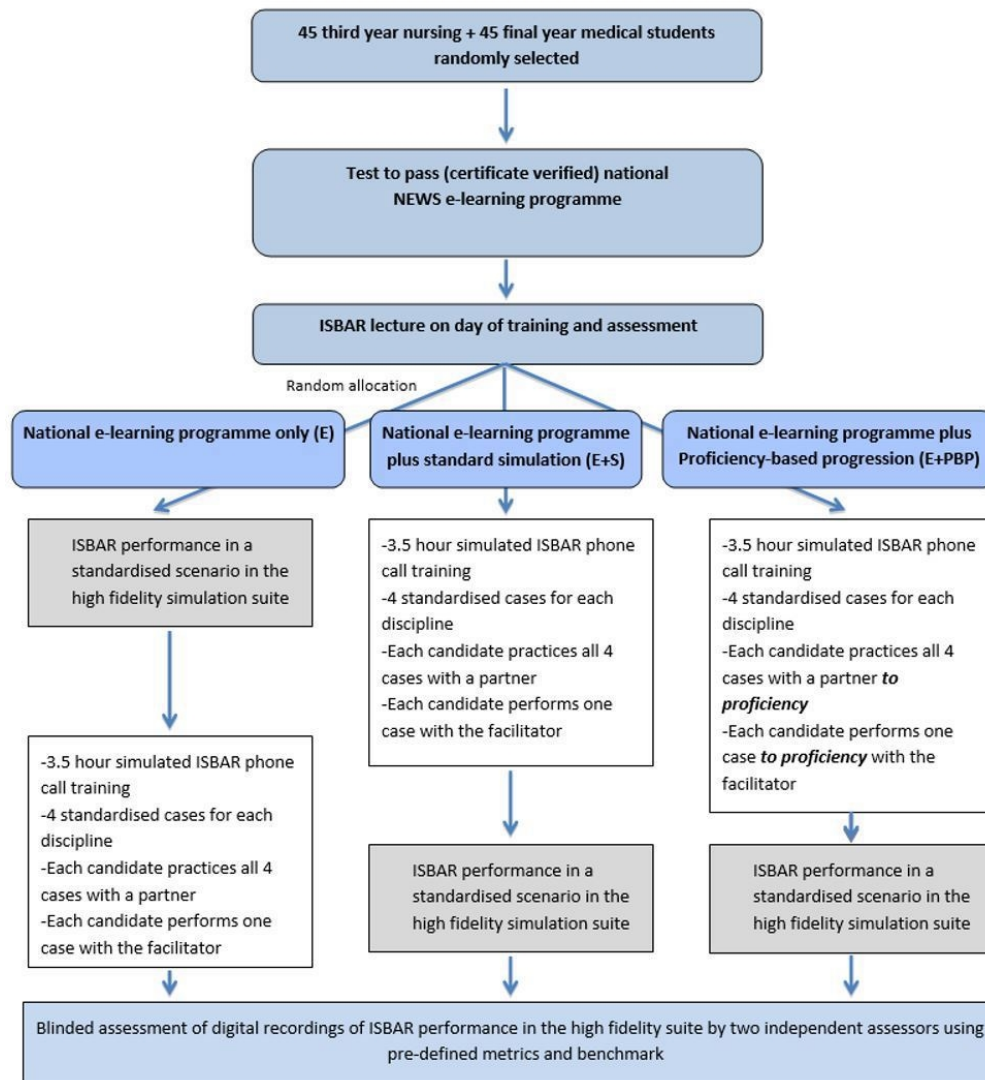 45 third year nursing + 45 final year medical students
randomly selected
Test to pass (certificate verified) national
NEWS e-learning programme
ISBAR lecture on day of training and assessment
Random allocation
National e-learning programme only (E)
National e-learning programme
plus standard simulation (E+S)
National e-learning programme plus
Proficiency-based progression (E+PBP)
ISBAR performance in a
standardised scenario in the
high fidelity simulation suite
-3.5 hour simulated ISBAR phone
call training
-4 standardised cases for each
discipline
-Each candidate practices all 4
cases with a partner
-Each candidate performs one
case with the facilitator
-3.5 hour simulated ISBAR phone
call training
-4 standardised cases for each
discipline
-Each candidate practices all 4
cases with a partner
-Each candidate performs one
case with the facilitator
ISBAR performance in a
standardised scenario in the
high fidelity simulation suite
-3.5 hour simulated ISBAR phone
call training
-4 standardised cases for each
discipline
-Each candidate practices all 4
cases with a partner to
proficiency
-Each candidate performs one
case to proficiency with the
facilitator
ISBAR performance in a
standardised scenario in the
high fidelity simulation suite
Blinded assessment of digital recordings of ISBAR performance in the high fidelity suite by two independent assessors using
pre-defined metrics and benchmark